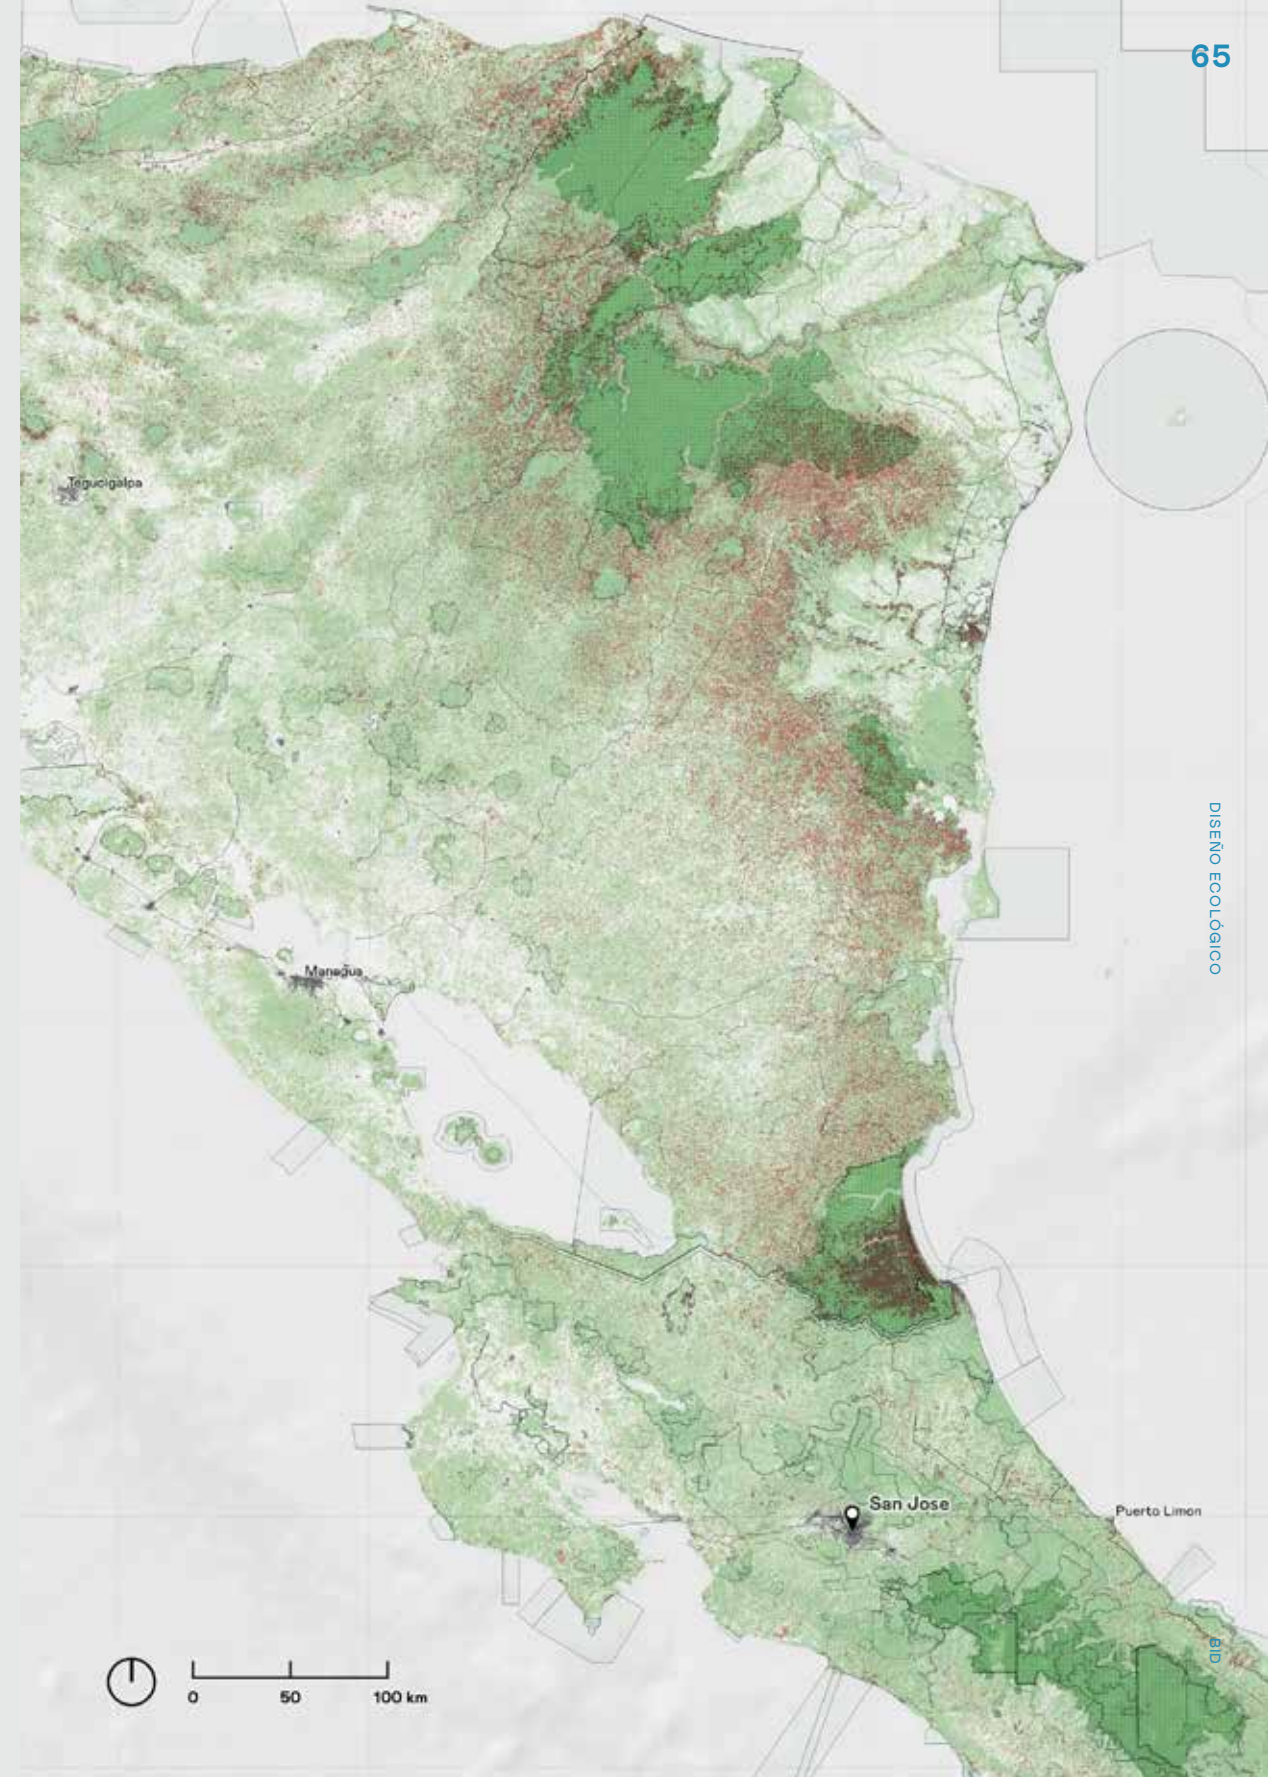 65
Tegucigalpa
DISEÑO ECOLÓGICO
Managua
San Jose
Puerto Limon
BID
0 50 100 km